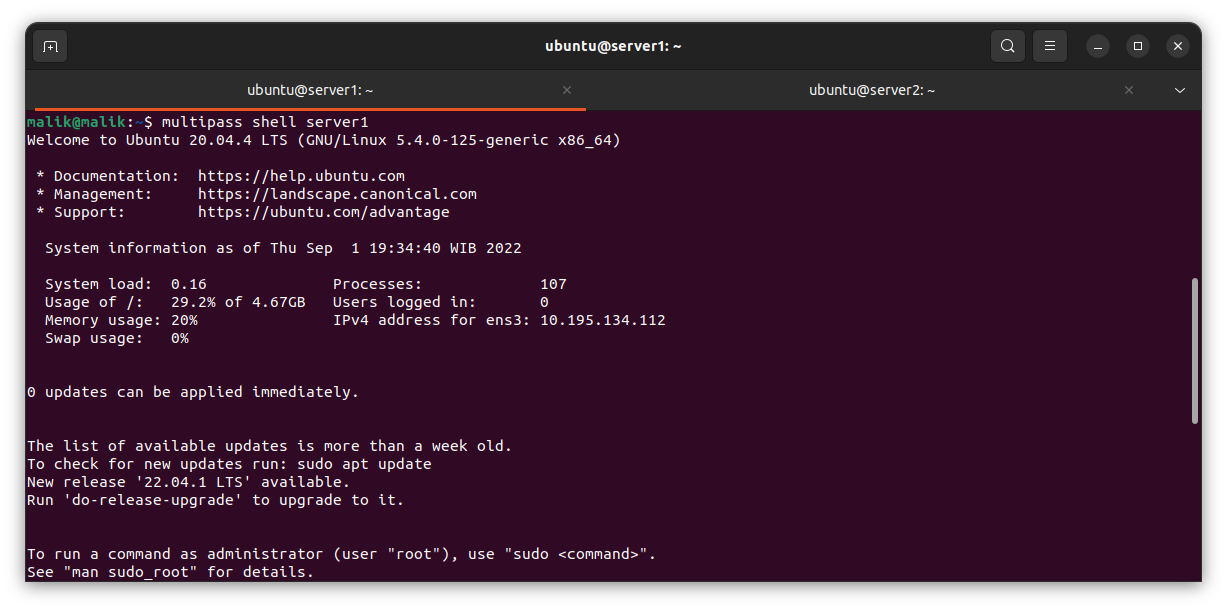 ubuntu@server1: ~
ubuntu@server1: ~
ubuntu@server2: ~
malik@malik:~$ multipass shell server1
Welcome to Ubuntu 20.04.4 LTS (GNU/Linux 5.4.0-125-generic x86_64)

 * Documentation:  https://help.ubuntu.com
 * Management:     https://landscape.canonical.com
 * Support:        https://ubuntu.com/advantage

  System information as of Thu Sep  1 19:34:40 WIB 2022

  System load:  0.16              Processes:             107
  Usage of /:   29.2% of 4.67GB   Users logged in:       0
  Memory usage: 20%               IPv4 address for ens3: 10.195.134.112
  Swap usage:   0%

0 updates can be applied immediately.

The list of available updates is more than a week old.
To check for new updates run: sudo apt update
New release '22.04.1 LTS' available.
Run 'do-release-upgrade' to upgrade to it.

To run a command as administrator (user "root"), use "sudo <command>".
See "man sudo_root" for details.